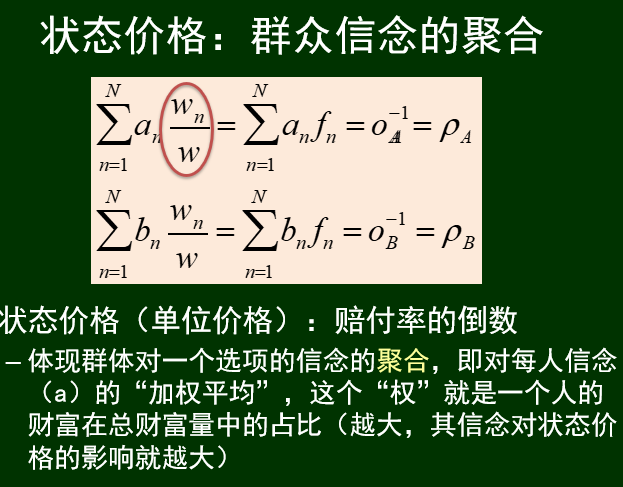 状态价格：群众信念的聚合
$\sum_{n=1}^{N} a_n \frac{w_n}{w} = \sum_{n=1}^{N} a_n f_n = o_A^{-1} = \rho_A$
$\sum_{n=1}^{N} b_n \frac{w_n}{w} = \sum_{n=1}^{N} b_n f_n = o_B^{-1} = \rho_B$
状态价格（单位价格）：赔付率的倒数
– 体现群体对一个选项的信念的聚合，即对每人信念
（a）的“加权平均”，这个“权”就是一个人的
财富在总财富量中的占比（越大，其信念对状态价
格的影响就越大）